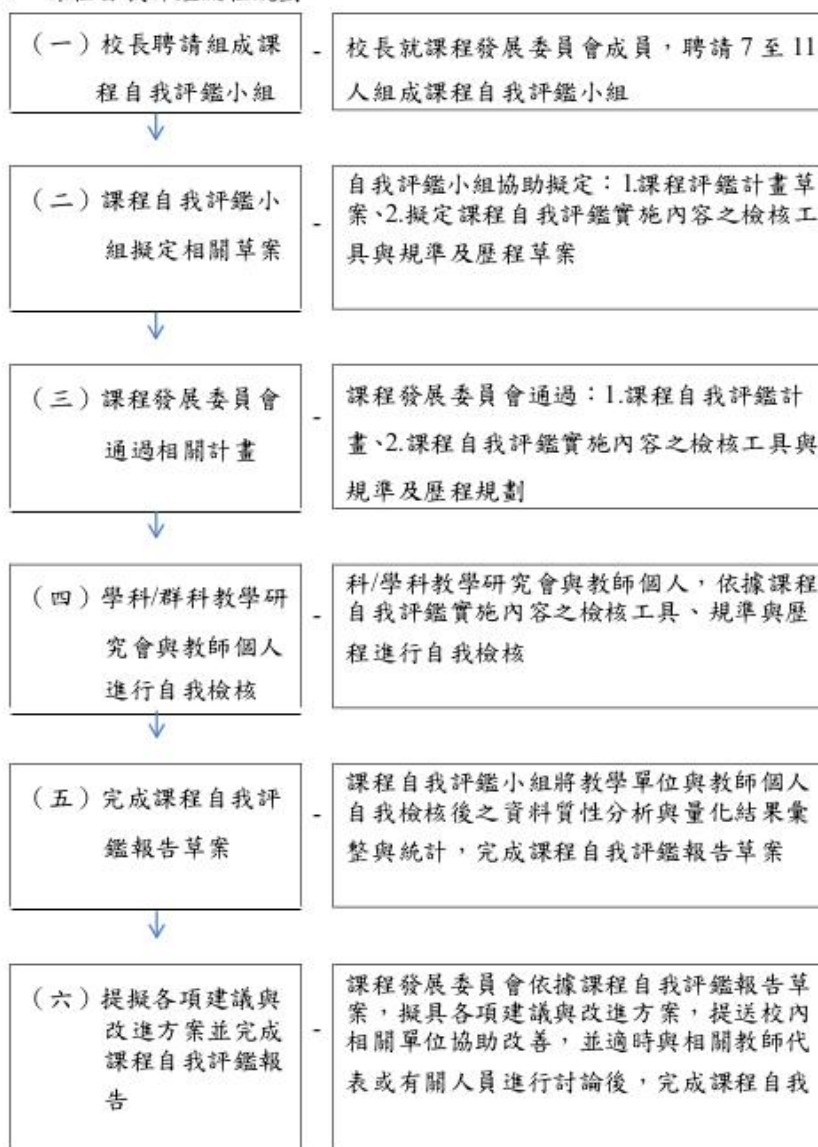 （一）校長聘請組成課
程自我評鑑小組
-
校長就課程發展委員會成員，聘請 7 至 11
人組成課程自我評鑑小組
（二）課程自我評鑑小
組擬定相關草案
-
自我評鑑小組協助擬定：1.課程評鑑計畫草
案、2.擬定課程自我評鑑實施內容之檢核工
具與規準及歷程草案
（三）課程發展委員會
通過相關計畫
-
課程發展委員會通過：1.課程自我評鑑計
畫、2.課程自我評鑑實施內容之檢核工具與
規準及歷程規劃
（四）學科/群科教學研
究會與教師個人
進行自我檢核
-
科/學科教學研究會與教師個人，依據課程
自我評鑑實施內容之檢核工具、規準與歷
程進行自我檢核
（五）完成課程自我評
鑑報告草案
-
課程自我評鑑小組將教學單位與教師個人
自我檢核後之資料質性分析與量化結果彙
整與統計，完成課程自我評鑑報告草案
（六）提擬各項建議與
改進方案並完成
課程自我評鑑報
告
-
課程發展委員會依據課程自我評鑑報告草
案，擬具各項建議與改進方案，提送校內
相關單位協助改善，並適時與相關教師代
表或有關人員進行討論後，完成課程自我